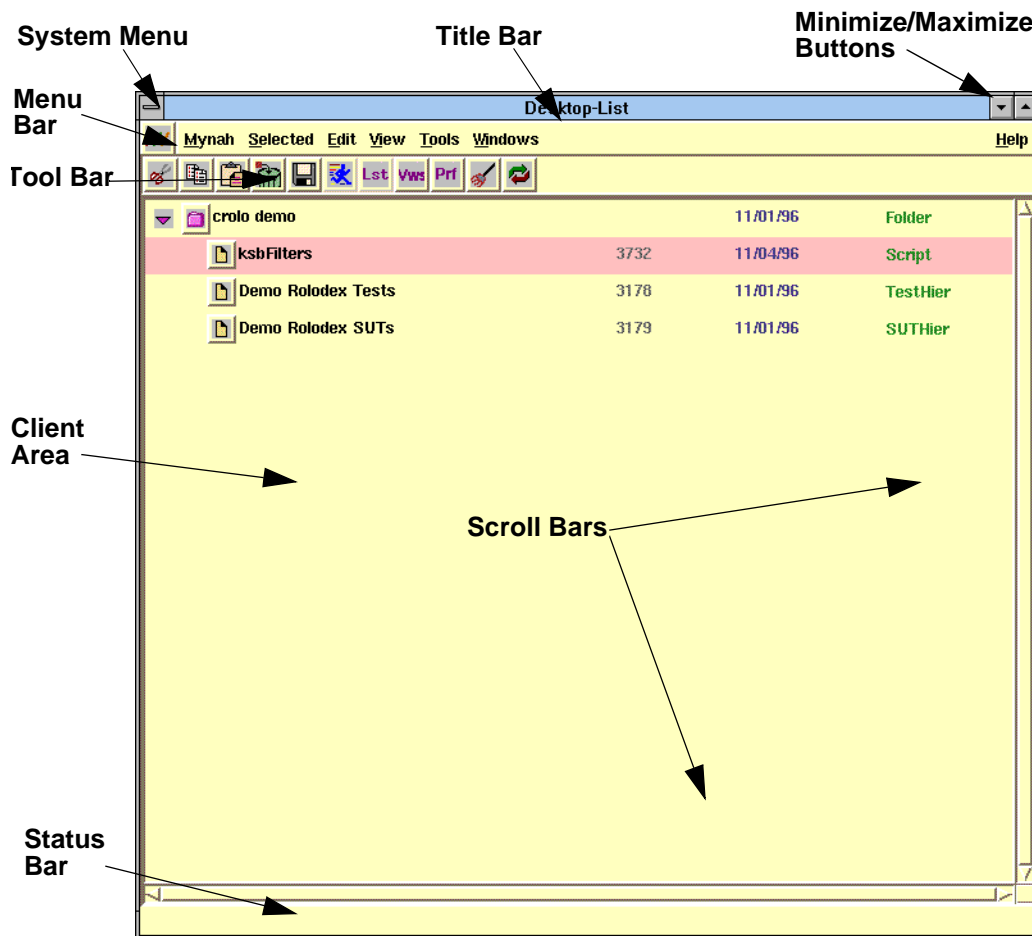 System Menu
Title Bar
Minimize/Maximize
Buttons
Menu
Bar
Desktop-List
Mynah Selected Edit View Tools Windows Help
Tool Bar
Lst Vws Prf
crolo demo 11/01/96 Folder
ksbFilters 3732 11/04/96 Script
Demo Rolodex Tests 3178 11/01/96 TestHier
Demo Rolodex SUTs 3179 11/01/96 SUTHier
Client
Area
Scroll Bars
Status
Bar